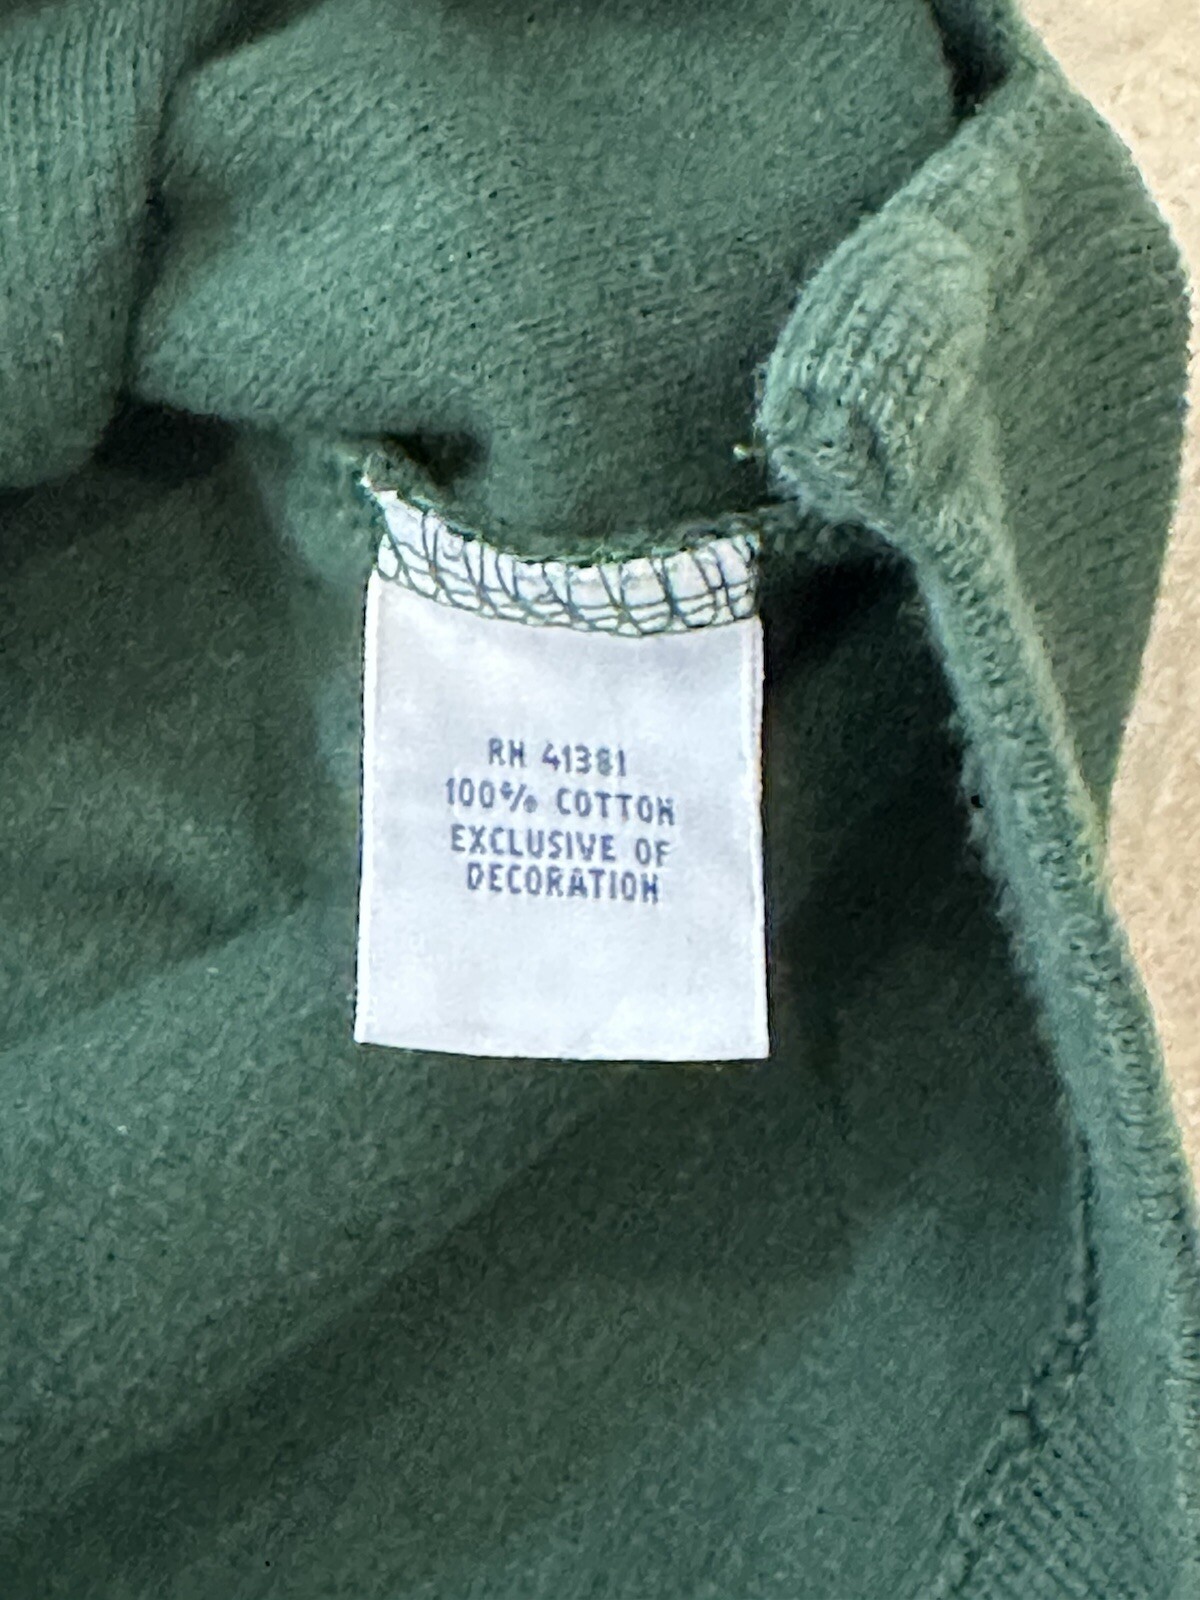 RN 41381
100% COTTON
EXCLUSIVE OF
DECORATION